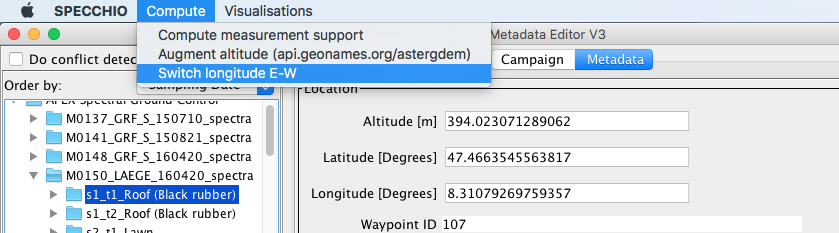 SPECCHIO Compute Visualisations
Compute measurement support
Augment altitude (api.geonames.org/astergdem)
Switch longitude E-W
Metadata Editor V3
Do conflict detec
Campaign Metadata
Order by: Sampling Date
Location
APEX Spectral Ground Control
M0137_GRF_S_150710_spectra
M0141_GRF_S_150821_spectra
M0148_GRF_S_160420_spectra
M0150_LAEGE_160420_spectra
s1_t1_Roof (Black rubber)
s1_t2_Roof (Black rubber)
s2_t1_Lawn
Altitude [m] 394.023071289062
Latitude [Degrees] 47.4663545563817
Longitude [Degrees] 8.31079269759357
Waypoint ID 107